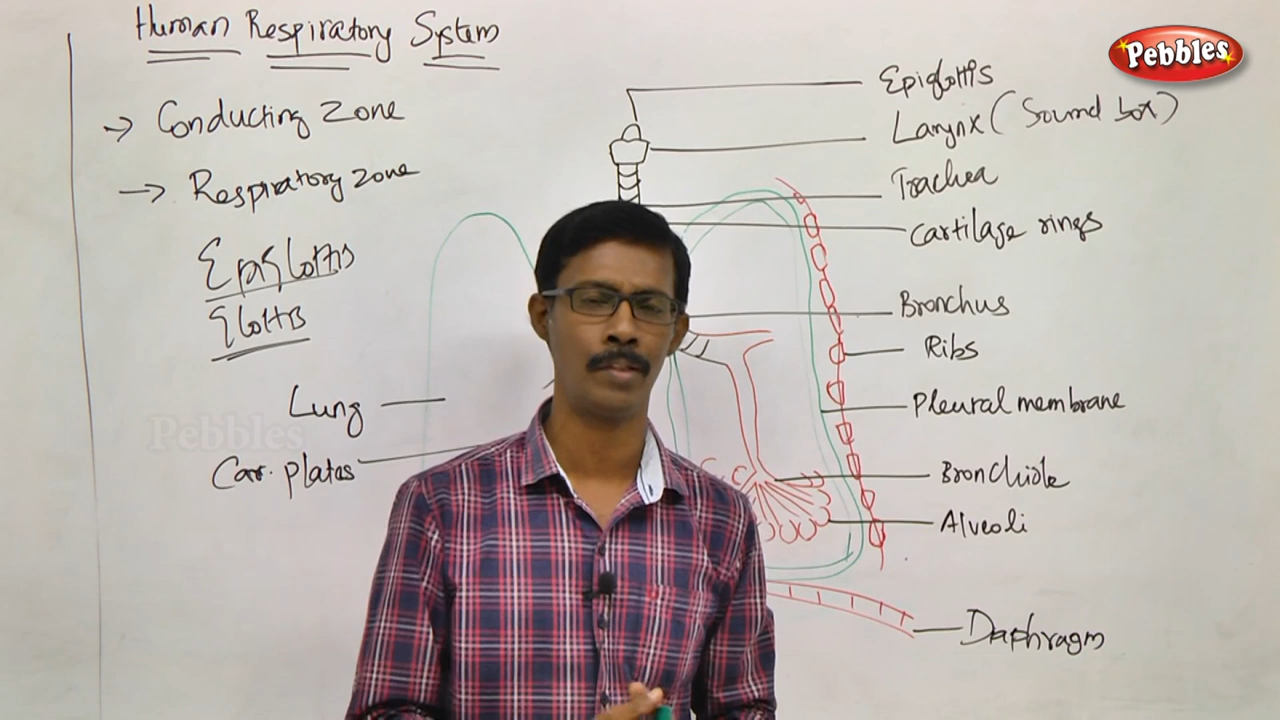 Human Respiratory System
Pebbles
→ Conducting Zone
→ Respiratory zone
Epiglottis
Glottis
Lung
Car. plates
Pebbles
Epiglottis
Larynx (Sound box)
Trachea
cartilage rings
Bronchus
Ribs
Pleural membrane
Bronchiole
Alveoli
Daphragm